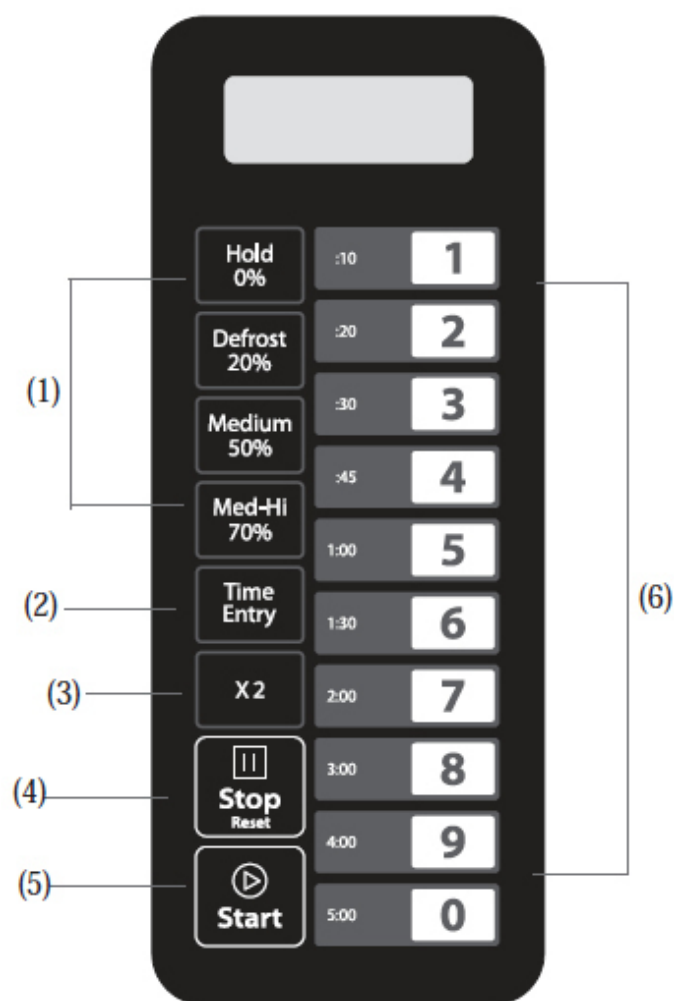 Hold
0%
Defrost
20%
Medium
50%
Med-Hi
70%
Time
Entry
X 2
Stop
Reset
Start
:10 1
:20 2
:30 3
:45 4
1:00 5
1:30 6
2:00 7
3:00 8
4:00 9
5:00 0
(1)
(2)
(3)
(4)
(5)
(6)